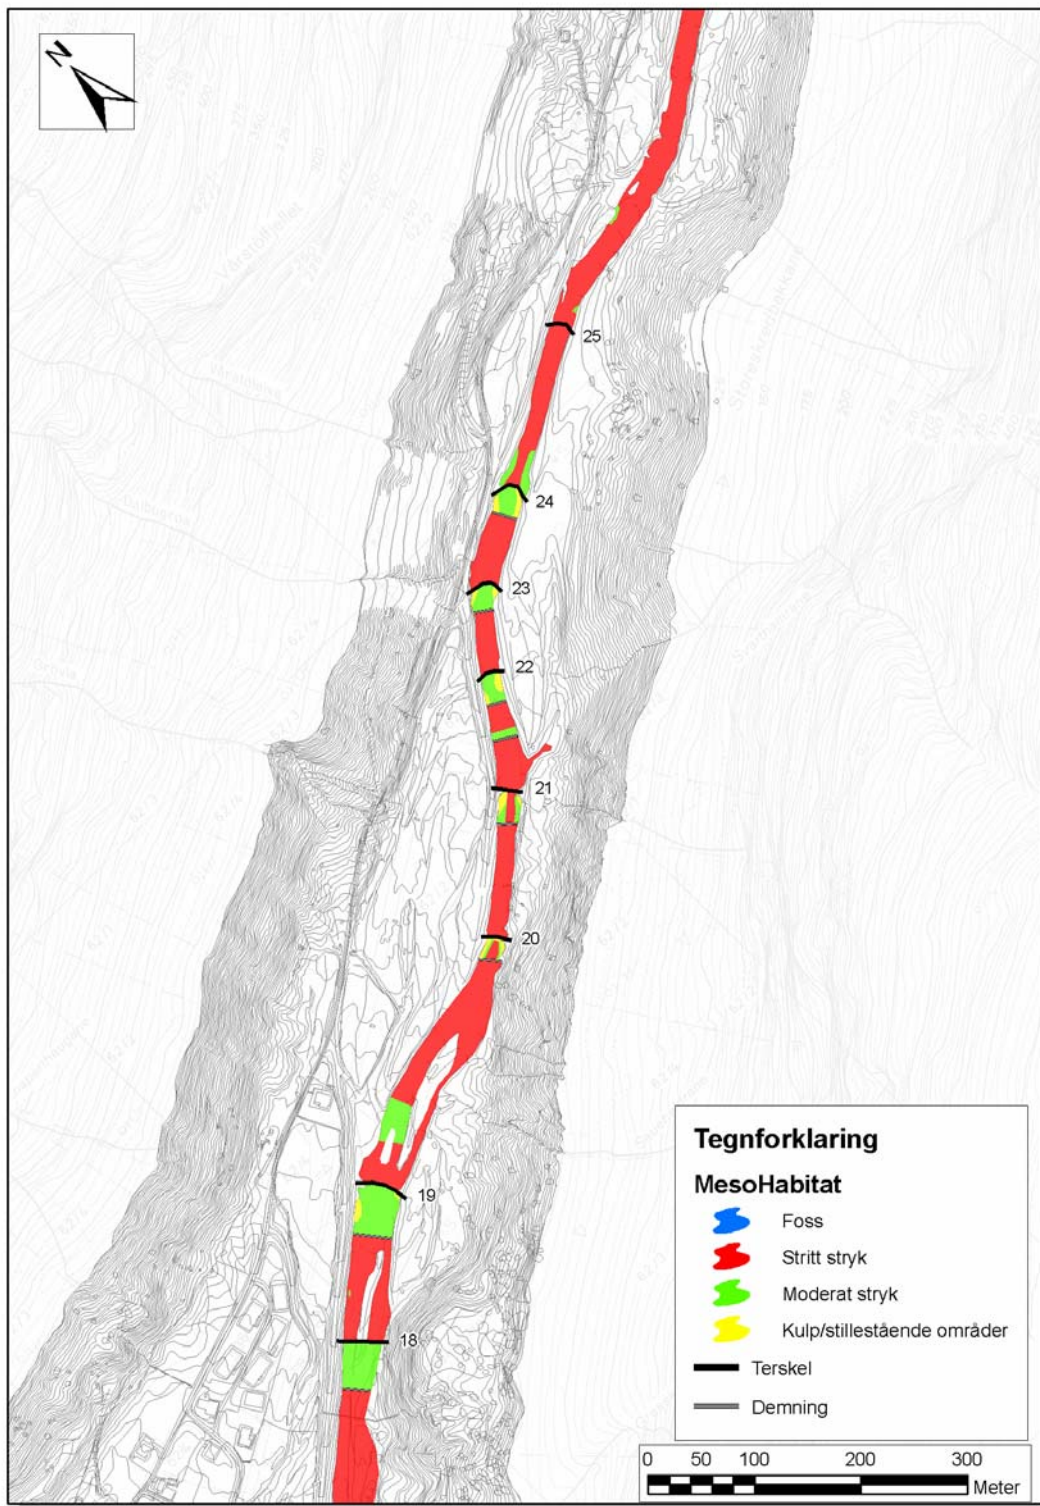 N
25
24
23
22
21
20
19
18
Tegnforklaring
MesoHabitat
Foss
Stritt stryk
Moderat stryk
Kulp/stillestående områder
Terskel
Demning
0 50 100 200 300
Meter